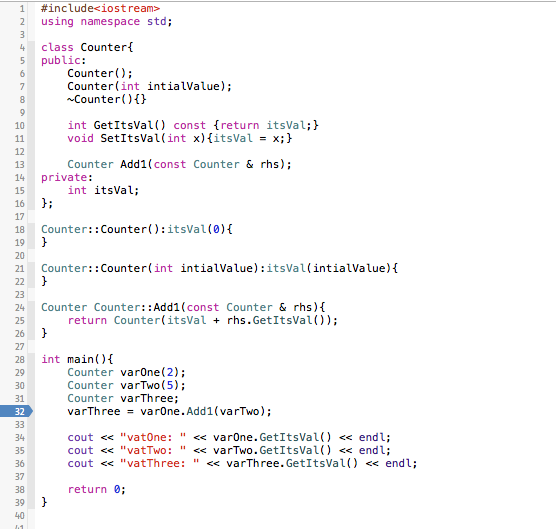 1 #include<iostream>
2 using namespace std;
3
4 class Counter{
5 public:
6     Counter();
7     Counter(int intialValue);
8     ~Counter(){}
9
10     int GetItsVal() const {return itsVal;}
11     void SetItsVal(int x){itsVal = x;}
12
13     Counter Add1(const Counter & rhs);
14 private:
15     int itsVal;
16 };
17
18 Counter::Counter():itsVal(0){
19 }
20
21 Counter::Counter(int intialValue):itsVal(intialValue){
22 }
23
24 Counter Counter::Add1(const Counter & rhs){
25     return Counter(itsVal + rhs.GetItsVal());
26 }
27
28 int main(){
29     Counter varOne(2);
30     Counter varTwo(5);
31     Counter varThree;
32     varThree = varOne.Add1(varTwo);
33
34     cout << "vatOne: " << varOne.GetItsVal() << endl;
35     cout << "vatTwo: " << varTwo.GetItsVal() << endl;
36     cout << "vatThree: " << varThree.GetItsVal() << endl;
37
38     return 0;
39 }
40
41